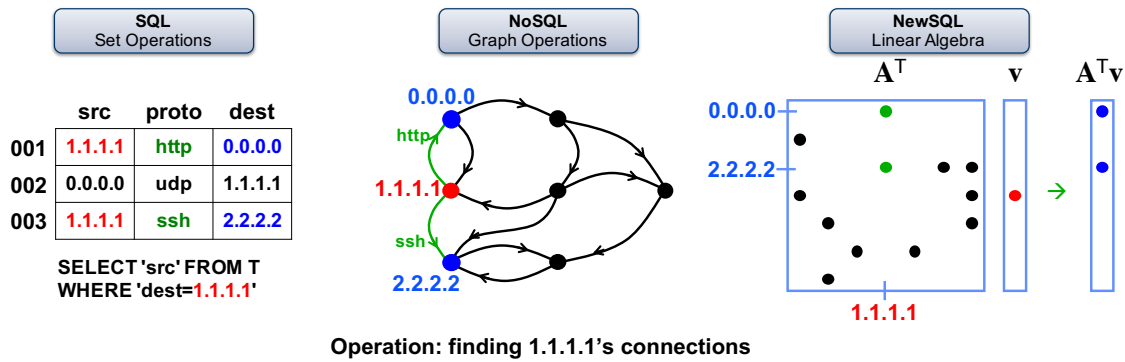 SQL
Set Operations
NoSQL
Graph Operations
NewSQL
Linear Algebra
src proto dest
001 1.1.1.1 http 0.0.0.0
002 0.0.0.0 udp 1.1.1.1
003 1.1.1.1 ssh 2.2.2.2
SELECT 'src' FROM T
WHERE 'dest=1.1.1.1'
0.0.0.0
http
1.1.1.1
ssh
2.2.2.2
Aᵀ v Aᵀv
0.0.0.0
2.2.2.2
1.1.1.1
Operation: finding 1.1.1.1's connections